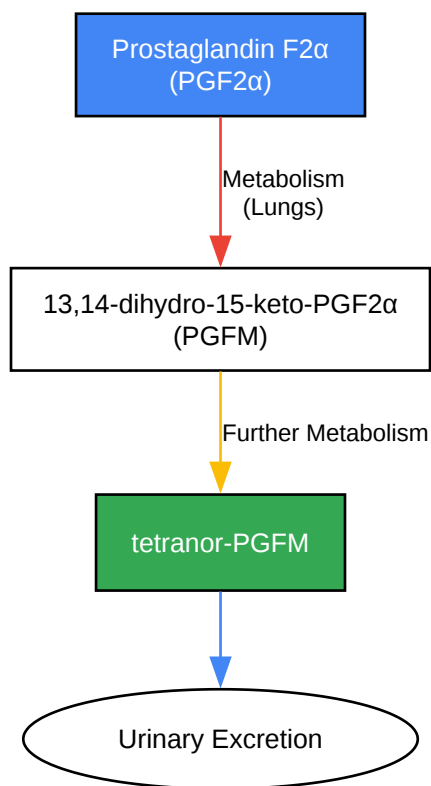 Prostaglandin F2α
(PGF2α)
Metabolism
(Lungs)
13,14-dihydro-15-keto-PGF2α
(PGFM)
Further Metabolism
tetranor-PGFM
Urinary Excretion